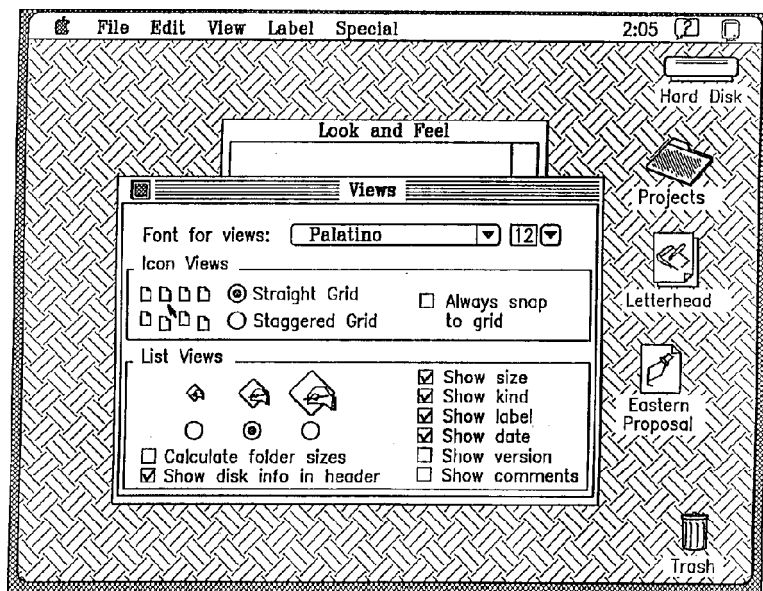 File Edit View Label Special 2:05
Hard Disk
Look and Feel
Projects
Views
Font for views: Palatino 12
Icon Views
Straight Grid
Staggered Grid
Always snap
to grid
Letterhead
List Views
Show size
Show kind
Show label
Show date
Show version
Show comments
Calculate folder sizes
Show disk info in header
Eastern
Proposal
Trash